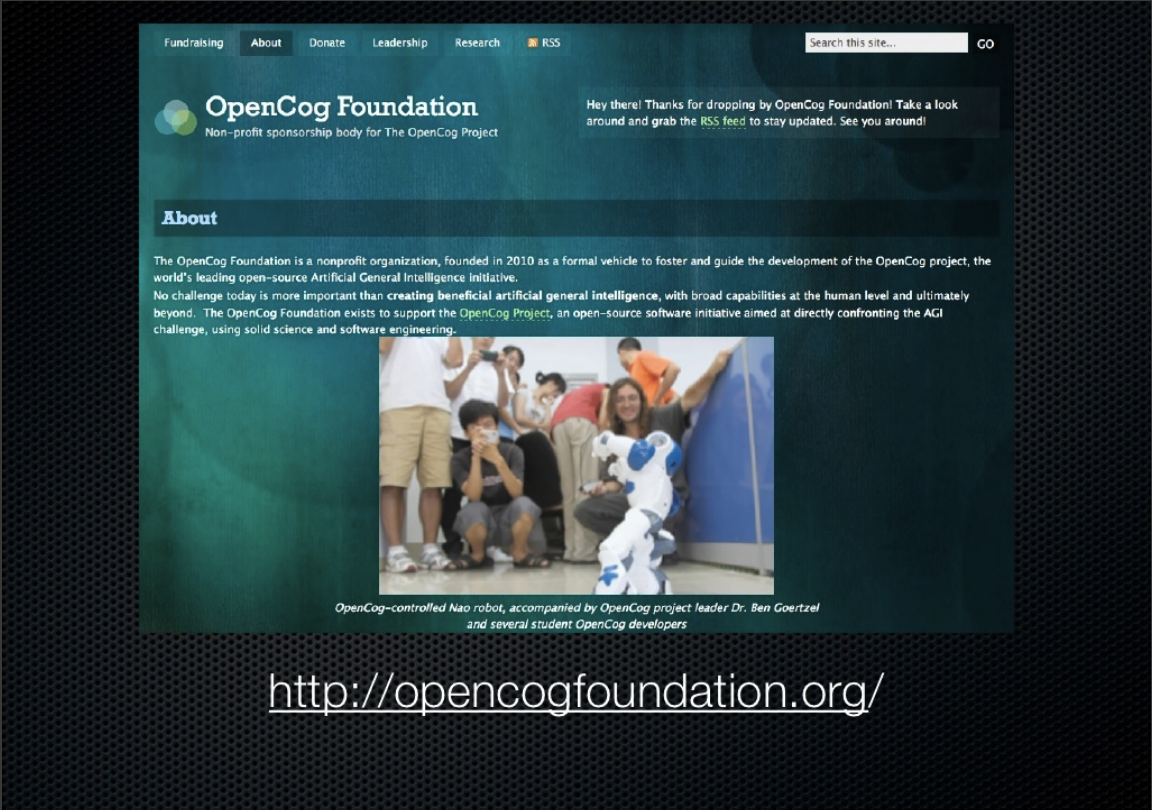 Fundraising About Donate Leadership Research RSS Search this site... GO
OpenCog Foundation
Non-profit sponsorship body for The OpenCog Project
Hey there! Thanks for dropping by OpenCog Foundation! Take a look
around and grab the RSS feed to stay updated. See you around!
About
The OpenCog Foundation is a nonprofit organization, founded in 2010 as a formal vehicle to foster and guide the development of the OpenCog project, the
world's leading open-source Artificial General Intelligence initiative.
No challenge today is more important than creating beneficial artificial general intelligence, with broad capabilities at the human level and ultimately
beyond. The OpenCog Foundation exists to support the OpenCog Project, an open-source software initiative aimed at directly confronting the AGI
challenge, using solid science and software engineering.
OpenCog-controlled Nao robot, accompanied by OpenCog project leader Dr. Ben Goertzel
and several student OpenCog developers
http://opencogfoundation.org/